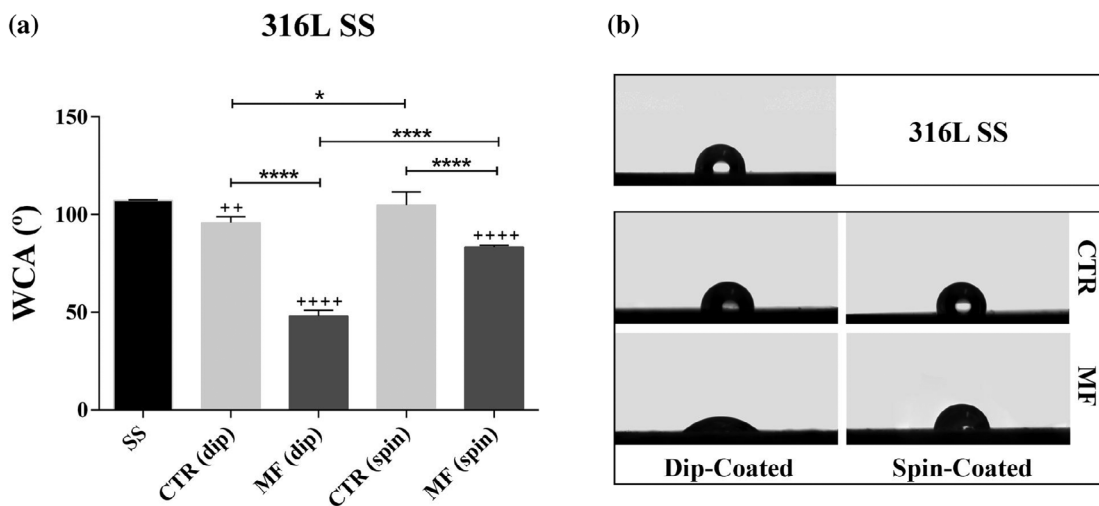 (a)
316L SS
WCA (º)
150
100
50
0
*
****
****
****
++
++++
++++
SS
CTR (dip)
MF (dip)
CTR (spin)
MF (spin)
(b)
316L SS
CTR
MF
Dip-Coated
Spin-Coated